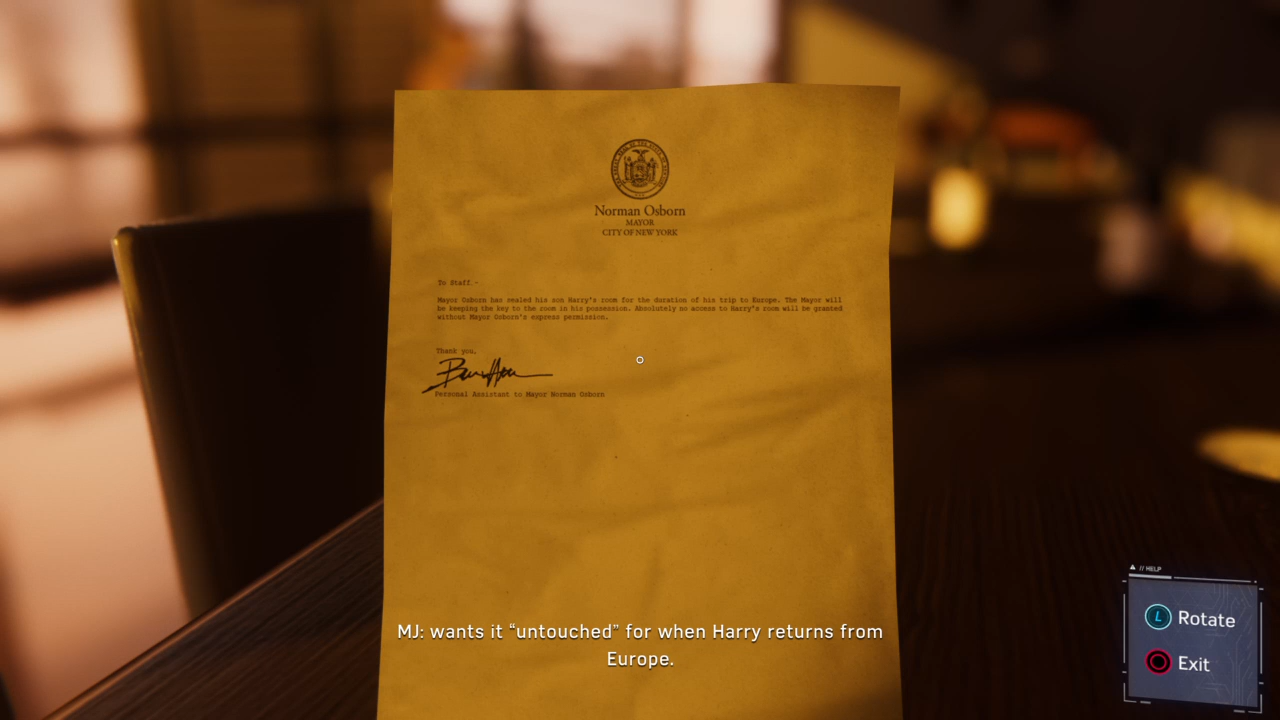 Norman Osborn
MAYOR
CITY OF NEW YORK
To Staff -
Mayor Osborn has sealed his son Harry's room for the duration of his trip to Europe. The Mayor will
be keeping the key to the room in his possession. Absolutely no access to Harry's room will be granted
without Mayor Osborn's express permission.
Thank you,
Personal Assistant to Mayor Norman Osborn
MJ: wants it “untouched” for when Harry returns from
Europe.
// HELP
L Rotate
Exit